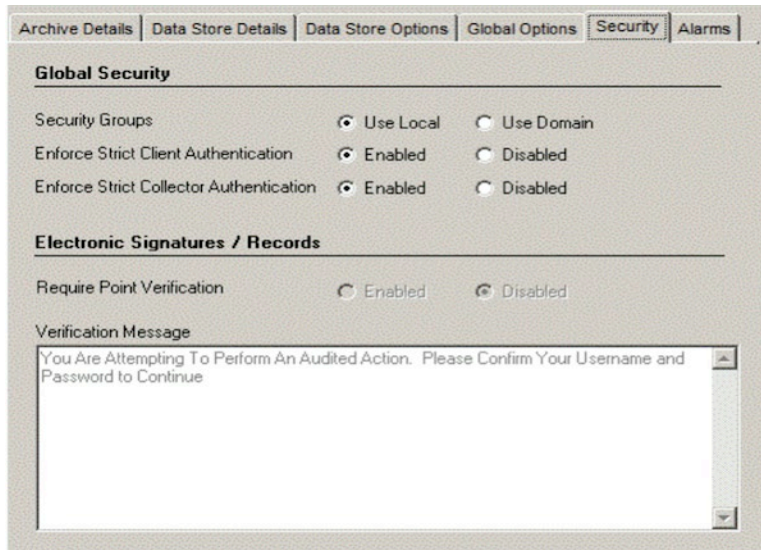 Archive Details Data Store Details Data Store Options Global Options Security Alarms
Global Security
Security Groups Use Local Use Domain
Enforce Strict Client Authentication Enabled Disabled
Enforce Strict Collector Authentication Enabled Disabled
Electronic Signatures / Records
Require Point Verification Enabled Disabled
Verification Message
You Are Attempting To Perform An Audited Action. Please Confirm Your Username and
Password to Continue